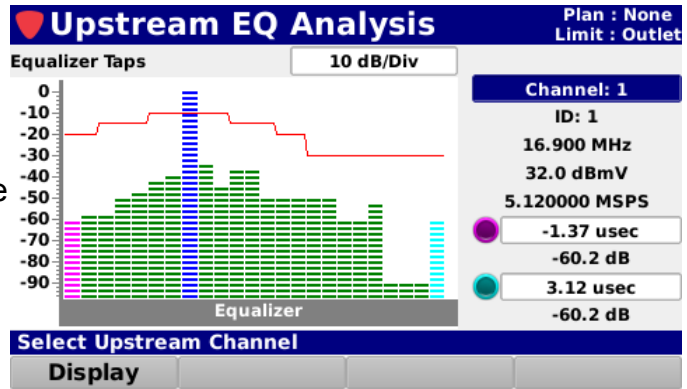 Upstream EQ Analysis
Plan : None
Limit : Outlet
Equalizer Taps
10 dB/Div
0
-10
-20
-30
-40
-50
-60
-70
-80
-90
e
Equalizer
Channel: 1
ID: 1
16.900 MHz
32.0 dBmV
5.120000 MSPS
-1.37 usec
-60.2 dB
3.12 usec
-60.2 dB
Select Upstream Channel
Display